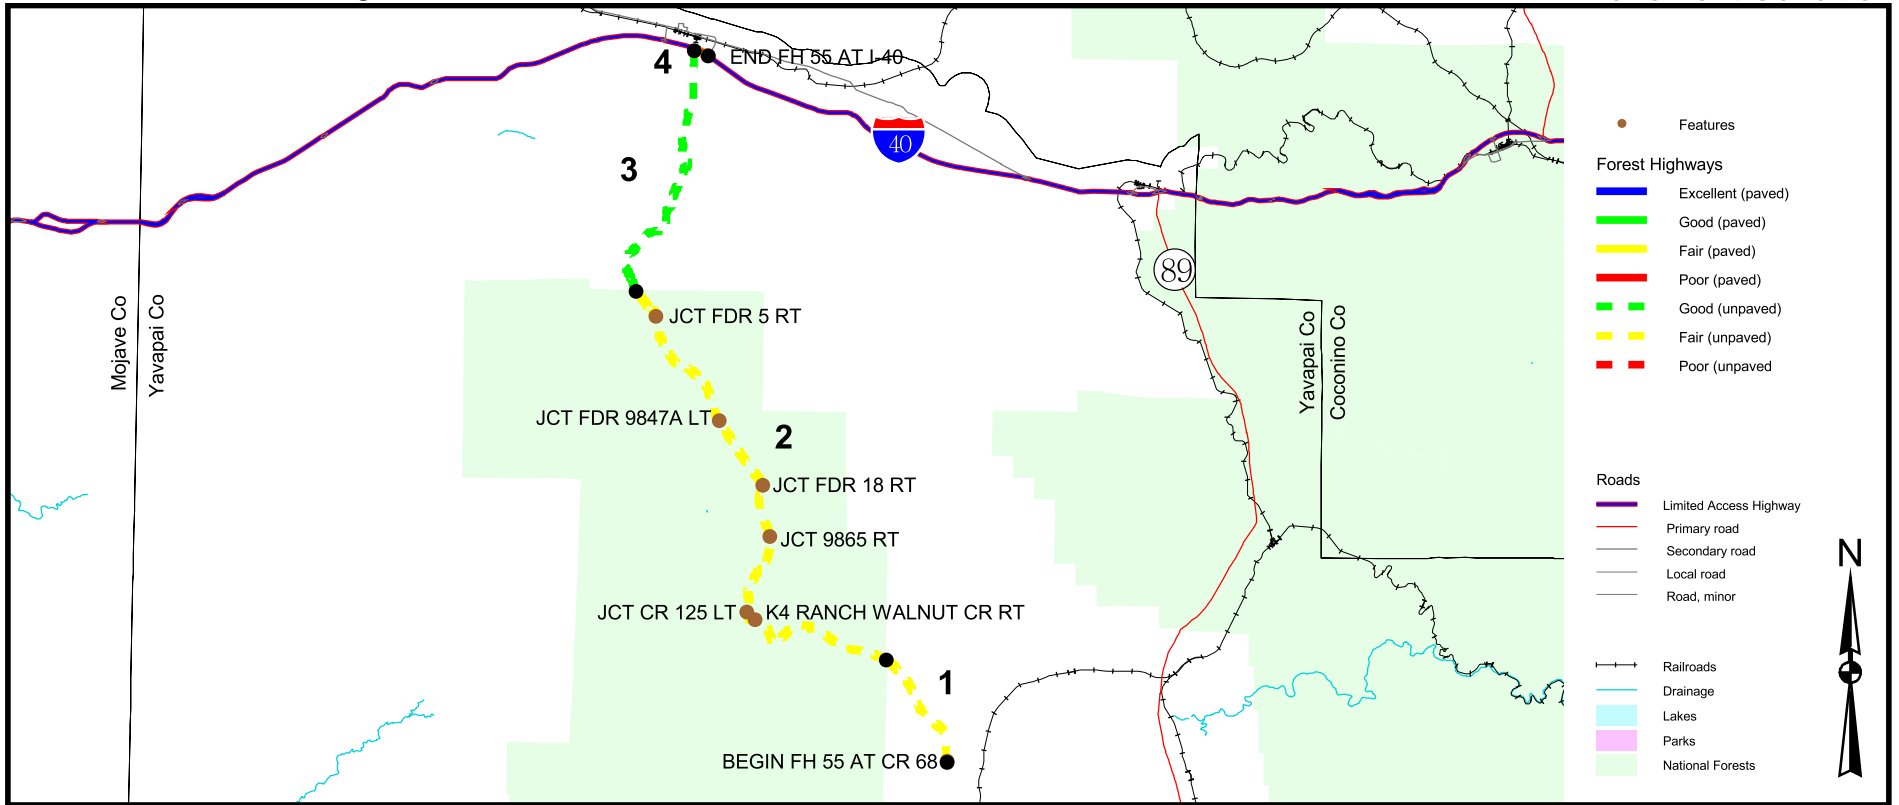 END FH 55 AT I-40
4
40
3
89
Mojave Co
Yavapai Co
JCT FDR 5 RT
Yavapai Co
Coconino Co
JCT FDR 9847A LT
2
JCT FDR 18 RT
JCT 9865 RT
JCT CR 125 LT
K4 RANCH WALNUT CR RT
1
BEGIN FH 55 AT CR 68
Features
Forest Highways
Excellent (paved)
Good (paved)
Fair (paved)
Poor (paved)
Good (unpaved)
Fair (unpaved)
Poor (unpaved
Roads
Limited Access Highway
Primary road
Secondary road
Local road
Road, minor
Railroads
Drainage
Lakes
Parks
National Forests
N